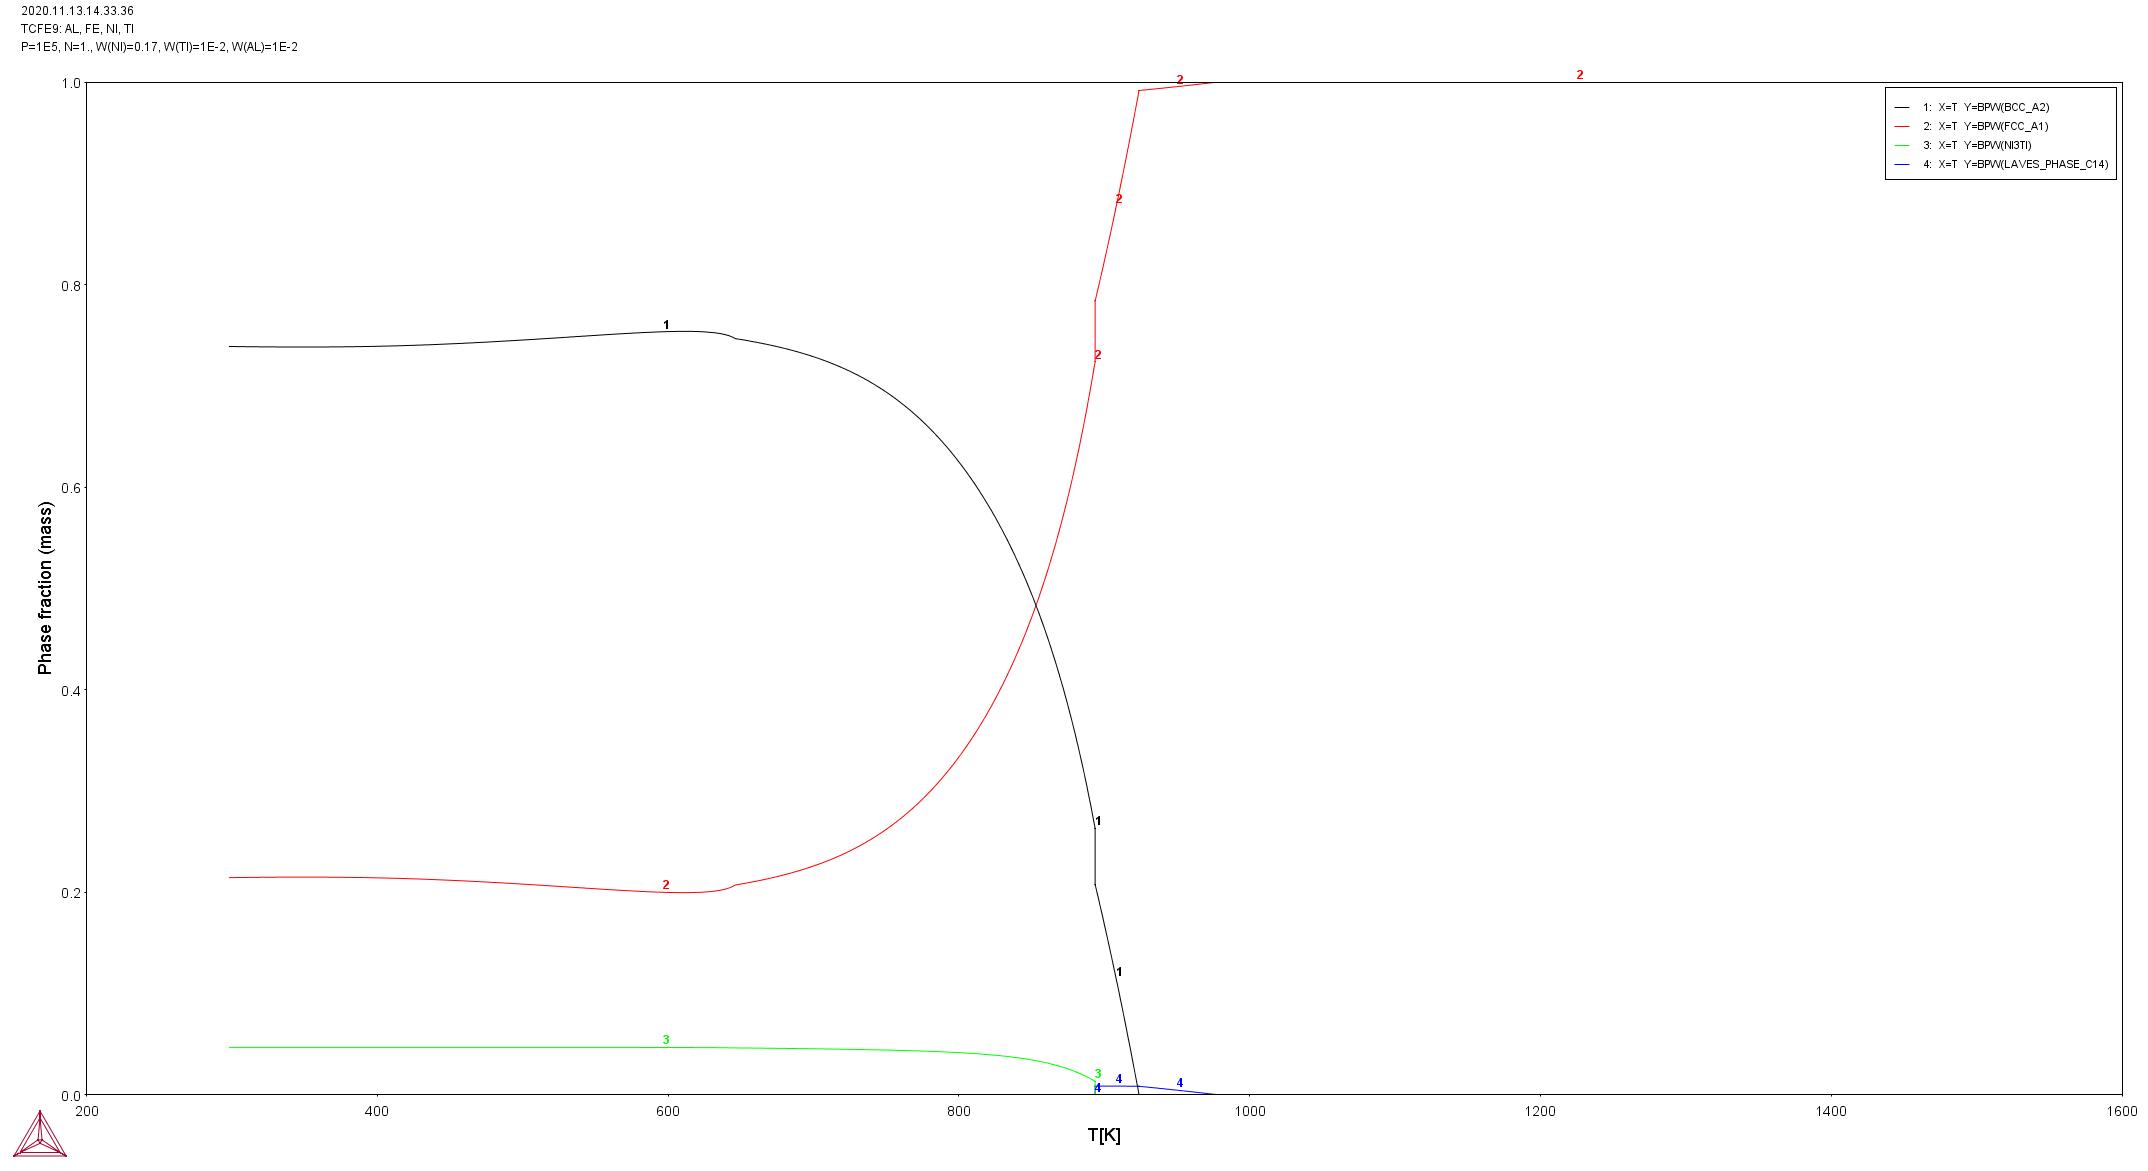 2020.11.13.14.33.36
TCFE9: AL, FE, NI, TI
P=1E5, N=1., W(NI)=0.17, W(TI)=1E-2, W(AL)=1E-2
2
2
1.0
1: X=T Y=BPW(BCC_A2)
2: X=T Y=BPW(FCC_A1)
3: X=T Y=BPW(NI3TI)
4: X=T Y=BPW(LAVES_PHASE_C14)
2
0.8
1
2
0.6
Phase fraction (mass)
0.4
1
2
0.2
1
3
3
4
4
4
0.0
200 400 600 800 1000 1200 1400 1600
T[K]